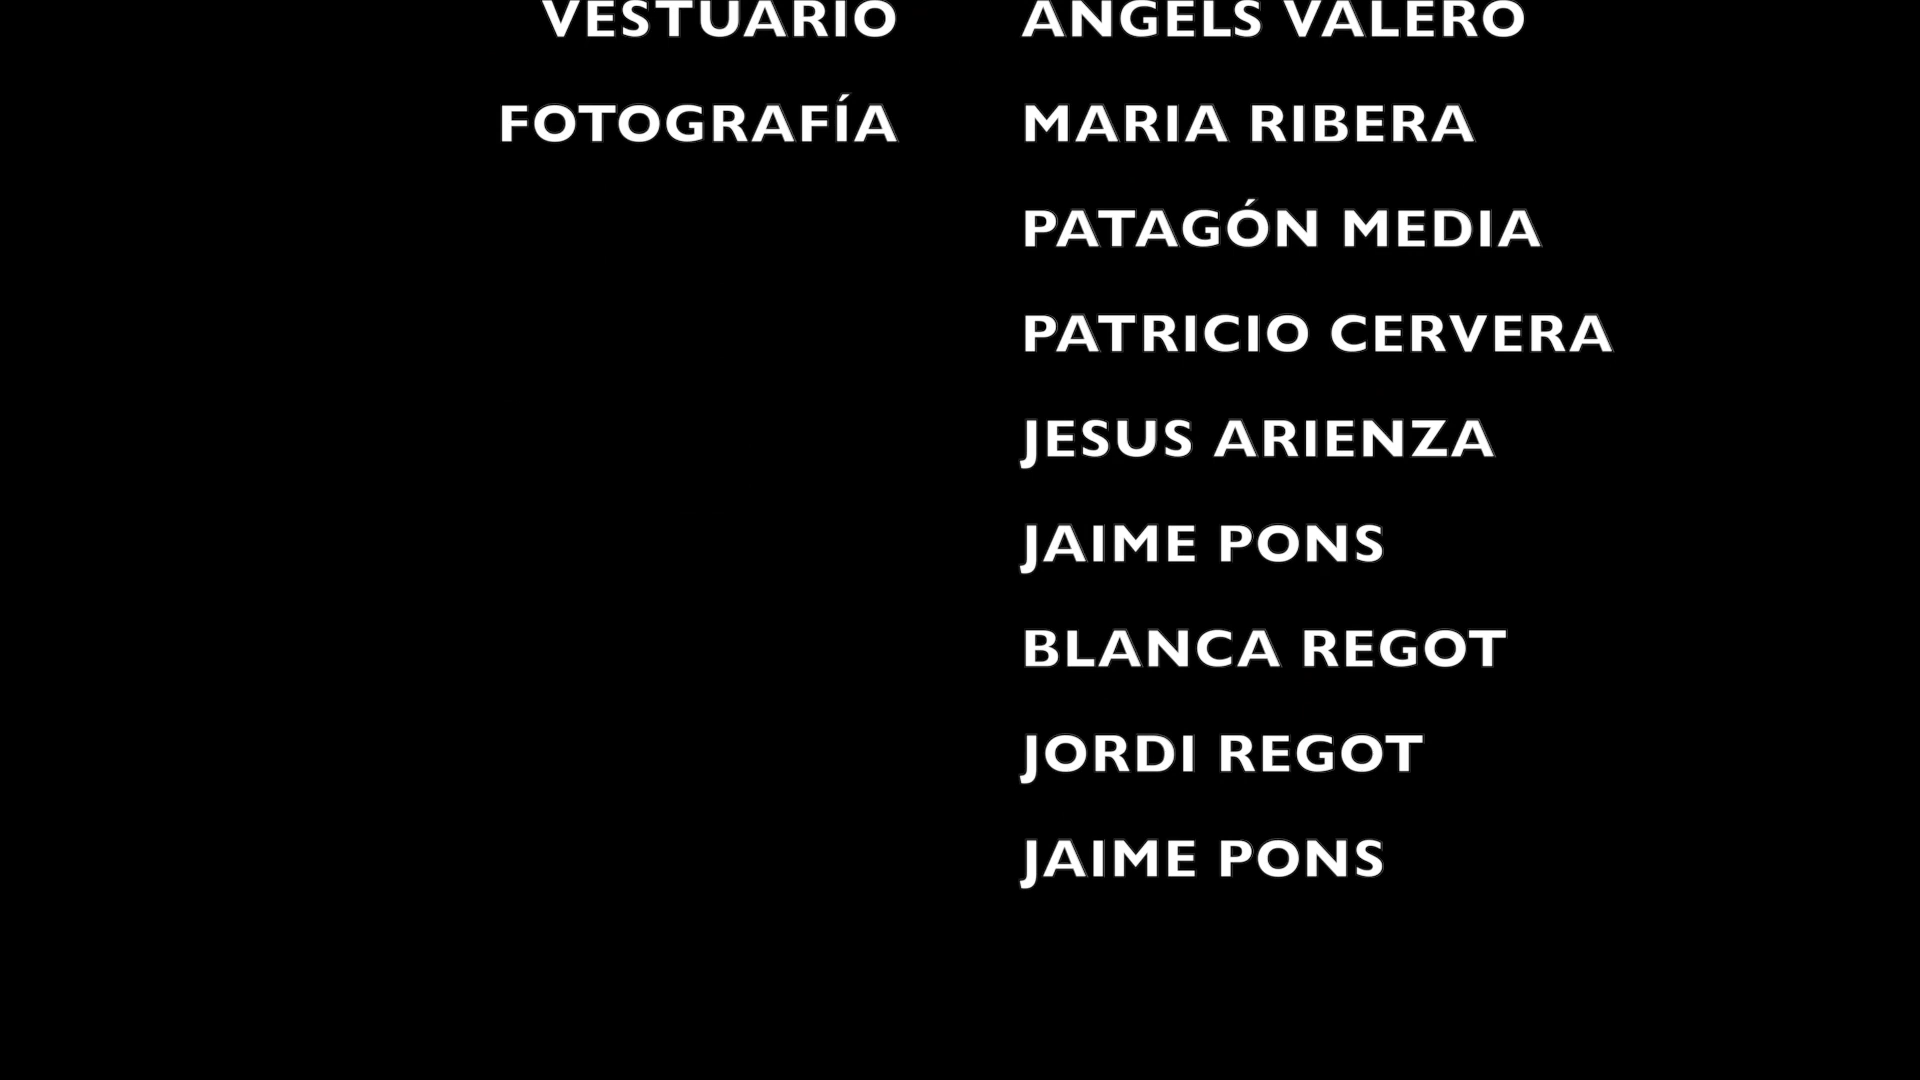 VESTUARIO ANGELS VALERO
FOTOGRAFÍA MARIA RIBERA
PATAGÓN MEDIA
PATRICIO CERVERA
JESUS ARIENZA
JAIME PONS
BLANCA REGOT
JORDI REGOT
JAIME PONS